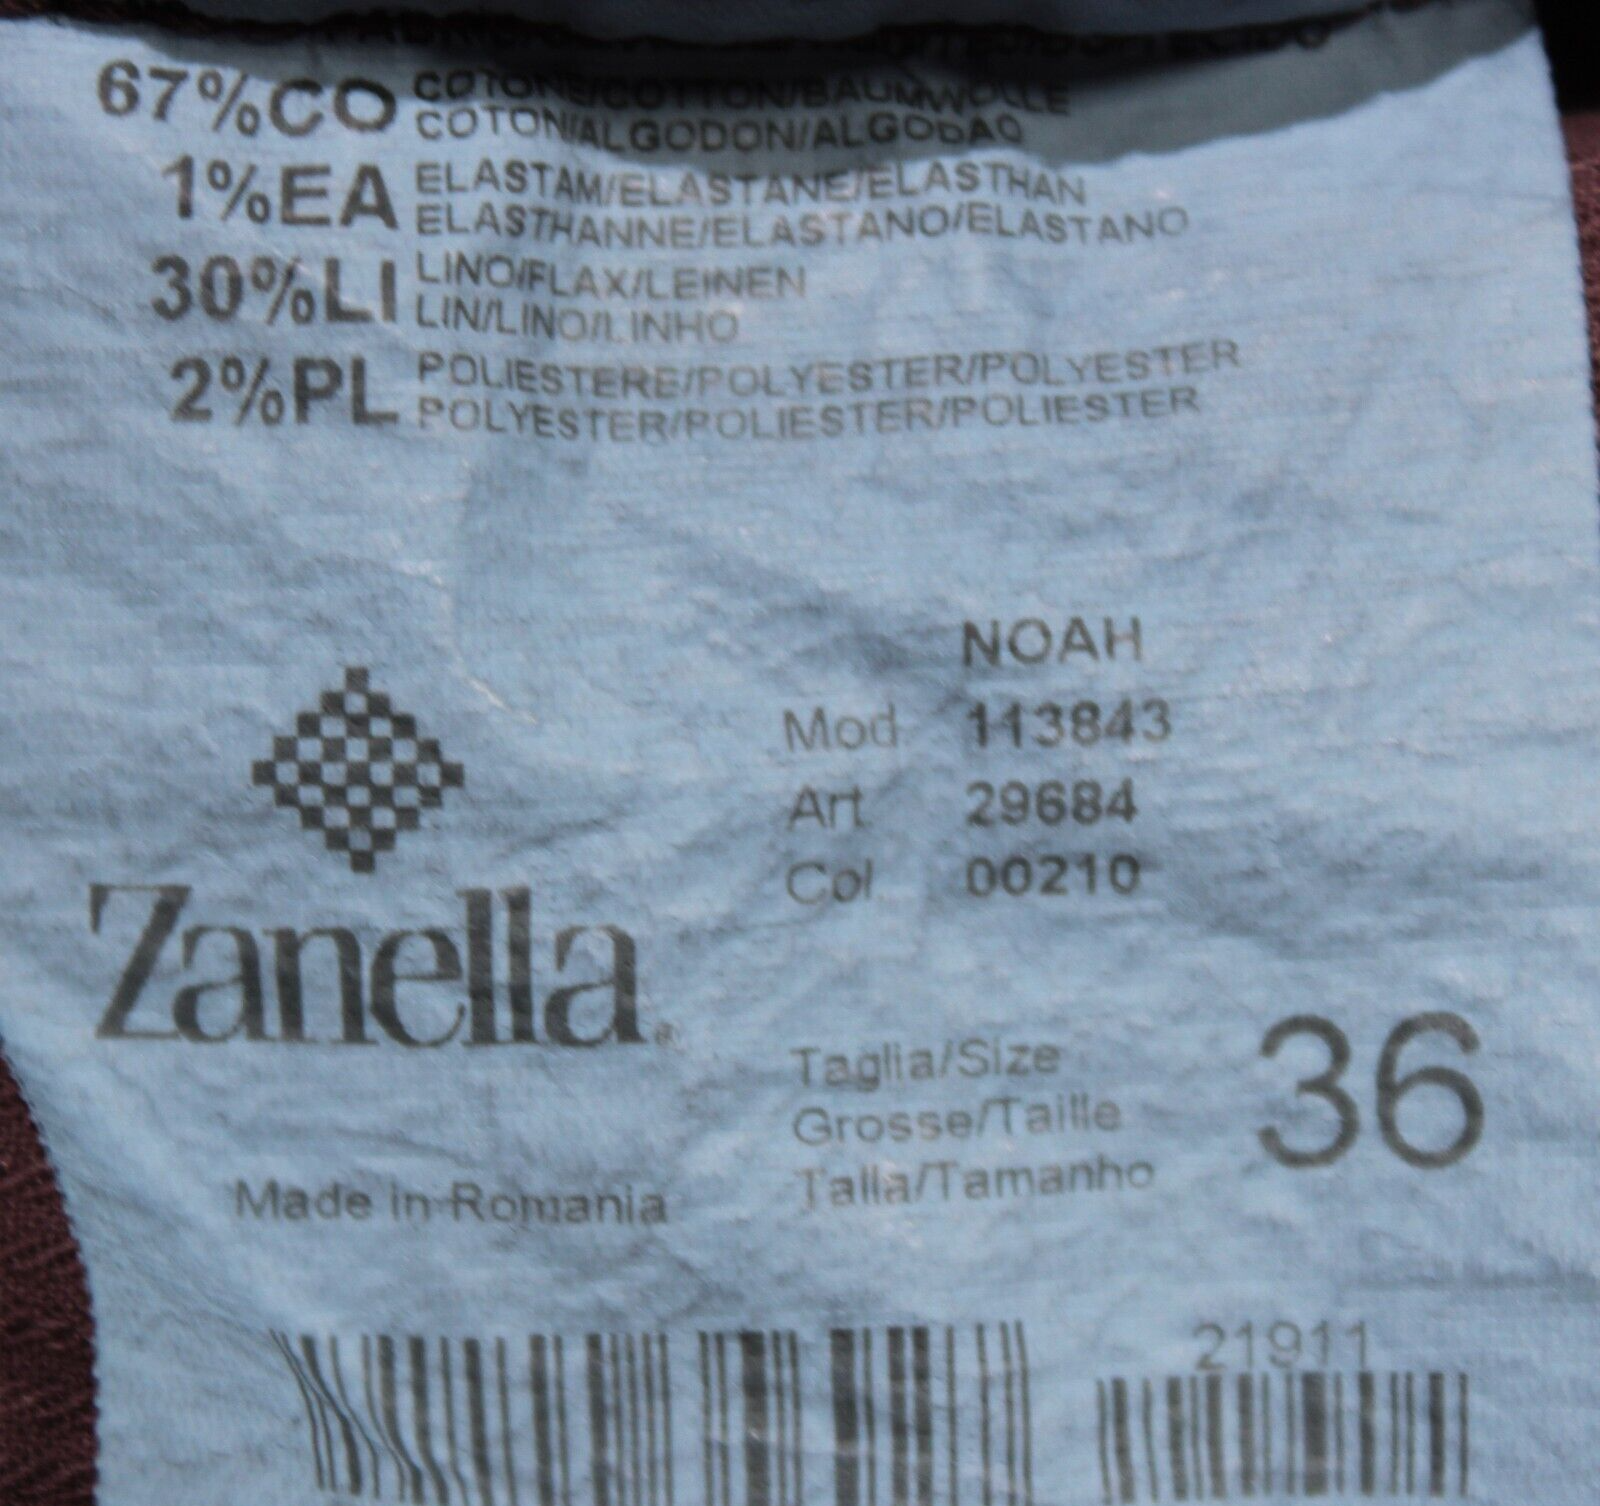 67%CO COTONE/COTTON/BAUMWOLLE
COTON/ALGODON/ALGODAO
1%EA ELASTAM/ELASTANE/ELASTHAN
ELASTHANNE/ELASTANO/ELASTANO
30%LI LINO/FLAX/LEINEN
LIN/LINO/LINHO
2%PL POLIESTERE/POLYESTER/POLYESTER
POLYESTER/POLIESTER/POLIESTER
NOAH
Mod 113843
Art 29684
Col 00210
Zanella®
Made in Romania
Taglia/Size
Grosse/Taille
Talla/Tamanho
36
21911